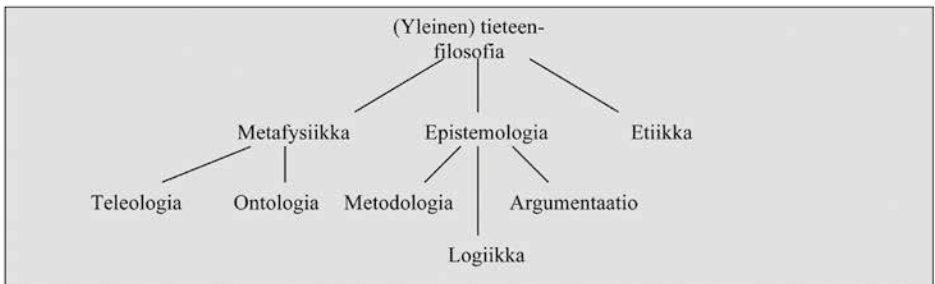 (Yleinen) tieteen-
filosofia
Metafysiikka Epistemologia Etiikka
Teleologia Ontologia Metodologia Argumentaatio
Logiikka